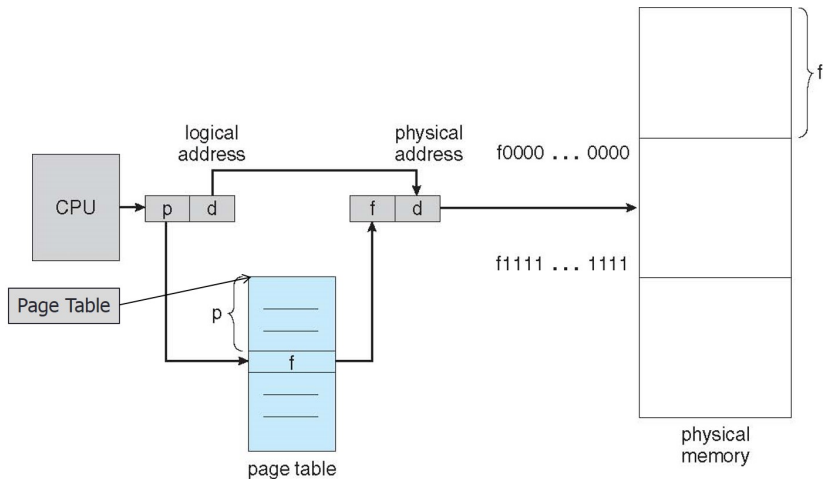 f
logical
address
physical
address
f0000 ... 0000
CPU
p d
f d
f1111 ... 1111
Page Table
p
f
page table
physical
memory